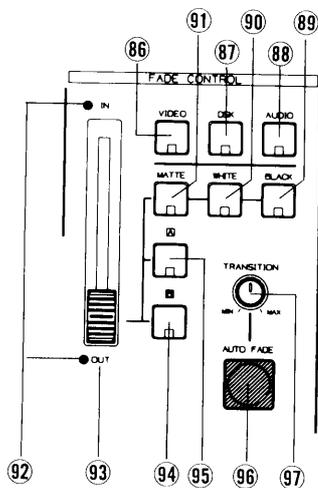 91 90 89
86 87 88
FADE CONTROL
IN
VIDEO DSK AUDIO
MATTE WHITE BLACK
A
TRANSITION
B
MIN MAX
OUT
AUTO FADE
92 93 94 95 96 97